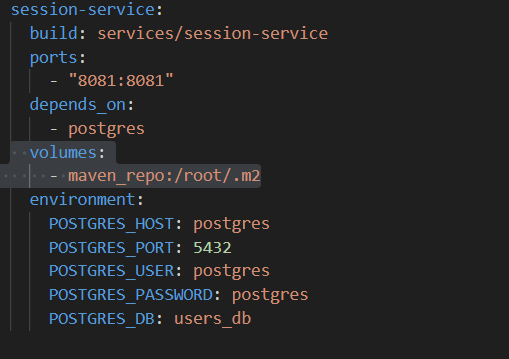 session-service:
build: services/session-service
ports:
- "8081:8081"
depends_on:
- postgres
volumes:
- maven_repo:/root/.m2
environment:
POSTGRES_HOST: postgres
POSTGRES_PORT: 5432
POSTGRES_USER: postgres
POSTGRES_PASSWORD: postgres
POSTGRES_DB: users_db